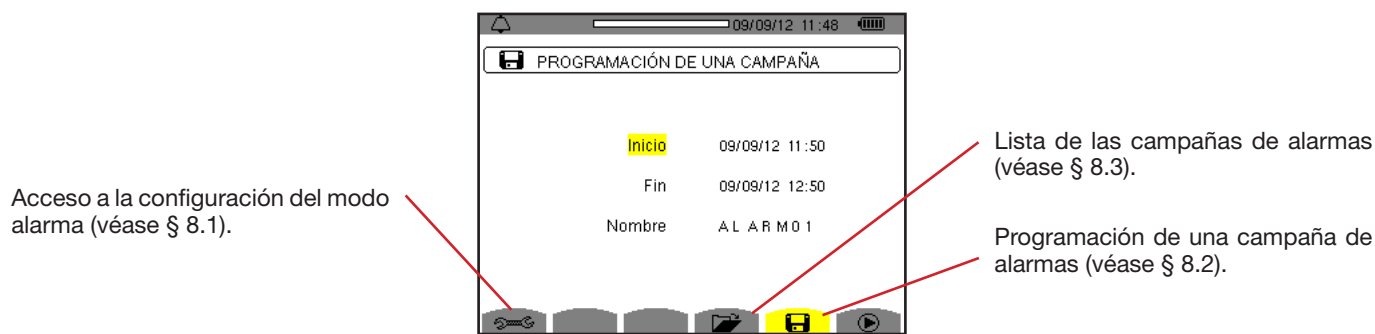 09/09/12 11:48
PROGRAMACIÓN DE UNA CAMPAÑA
Inicio 09/09/12 11:50
Fin 09/09/12 12:50
Nombre ALARM01
Acceso a la configuración del modo
alarma (véase § 8.1).
Lista de las campañas de alarmas
(véase § 8.3).
Programación de una campaña de
alarmas (véase § 8.2).